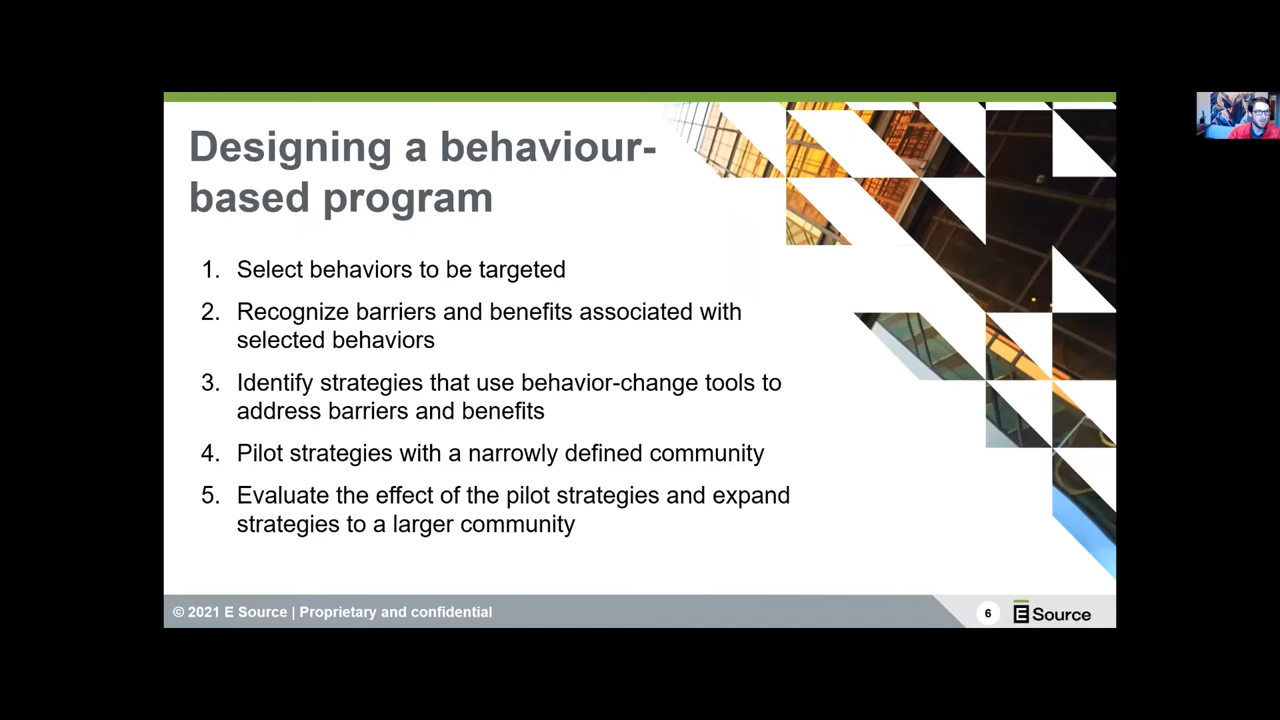 Designing a behaviour-
based program
1. Select behaviors to be targeted
2. Recognize barriers and benefits associated with
selected behaviors
3. Identify strategies that use behavior-change tools to
address barriers and benefits
4. Pilot strategies with a narrowly defined community
5. Evaluate the effect of the pilot strategies and expand
strategies to a larger community
© 2021 E Source | Proprietary and confidential
6
E Source